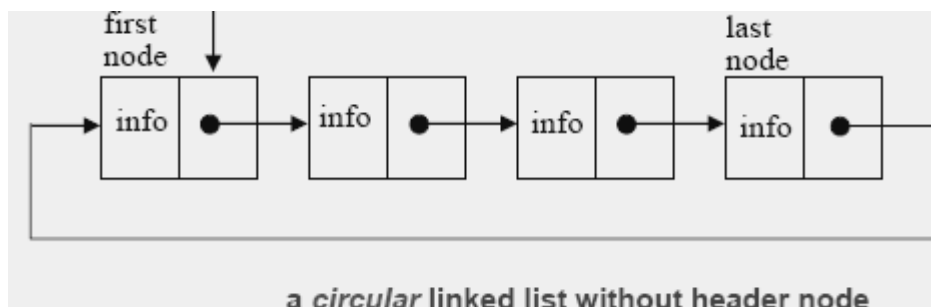 first
node
last
node
info
info
info
info
a circular linked list without header node